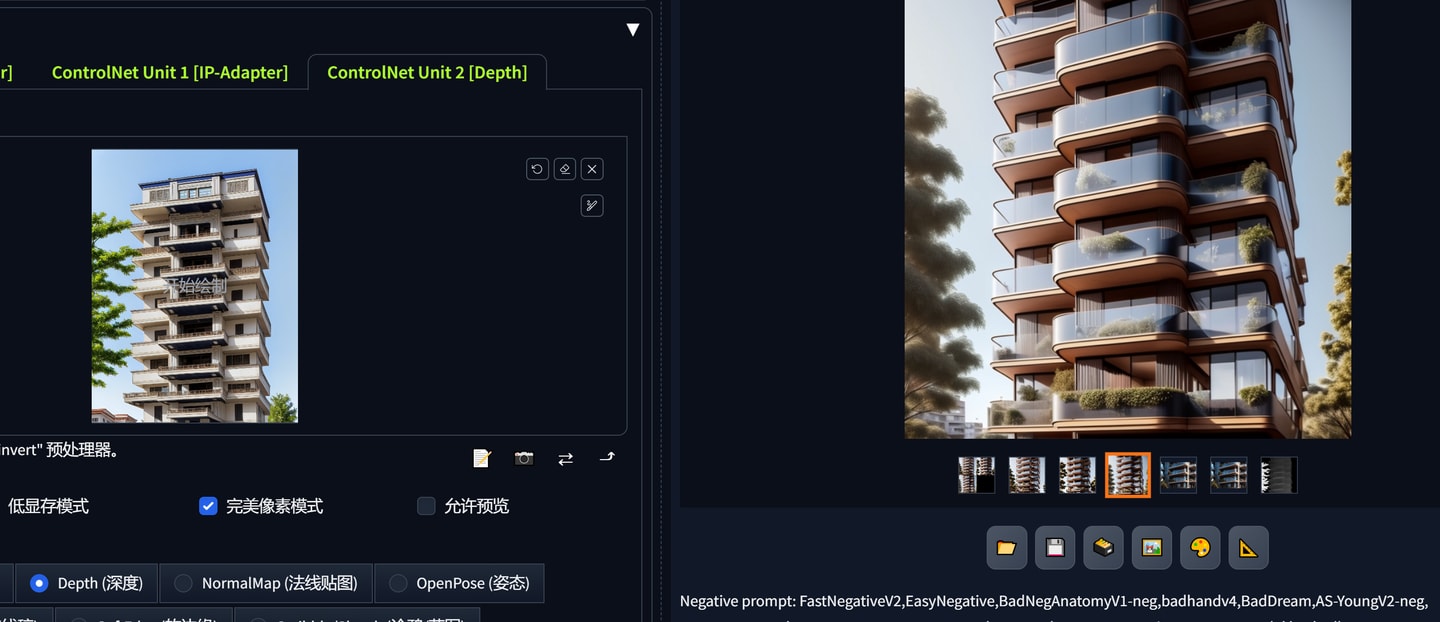 r]
ControlNet Unit 1 [IP-Adapter]
ControlNet Unit 2 [Depth]
开始绘制
invert" 预处理器。
低显存模式
完美像素模式
允许预览
Depth (深度)
NormalMap (法线贴图)
OpenPose (姿态)
Negative prompt: FastNegativeV2,EasyNegative,BadNegAnatomyV1-neg,badhandv4,BadDream,AS-YoungV2-neg,